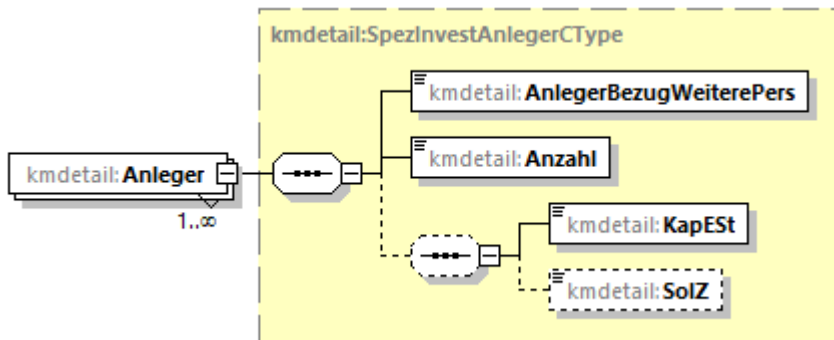 kmdetail:SpezInvestAnlegerCType
kmdetail:AnlegerBezugWeiterePers
kmdetail:Anzahl
kmdetail:Anleger
1..∞
kmdetail:KapESt
kmdetail:SolZ